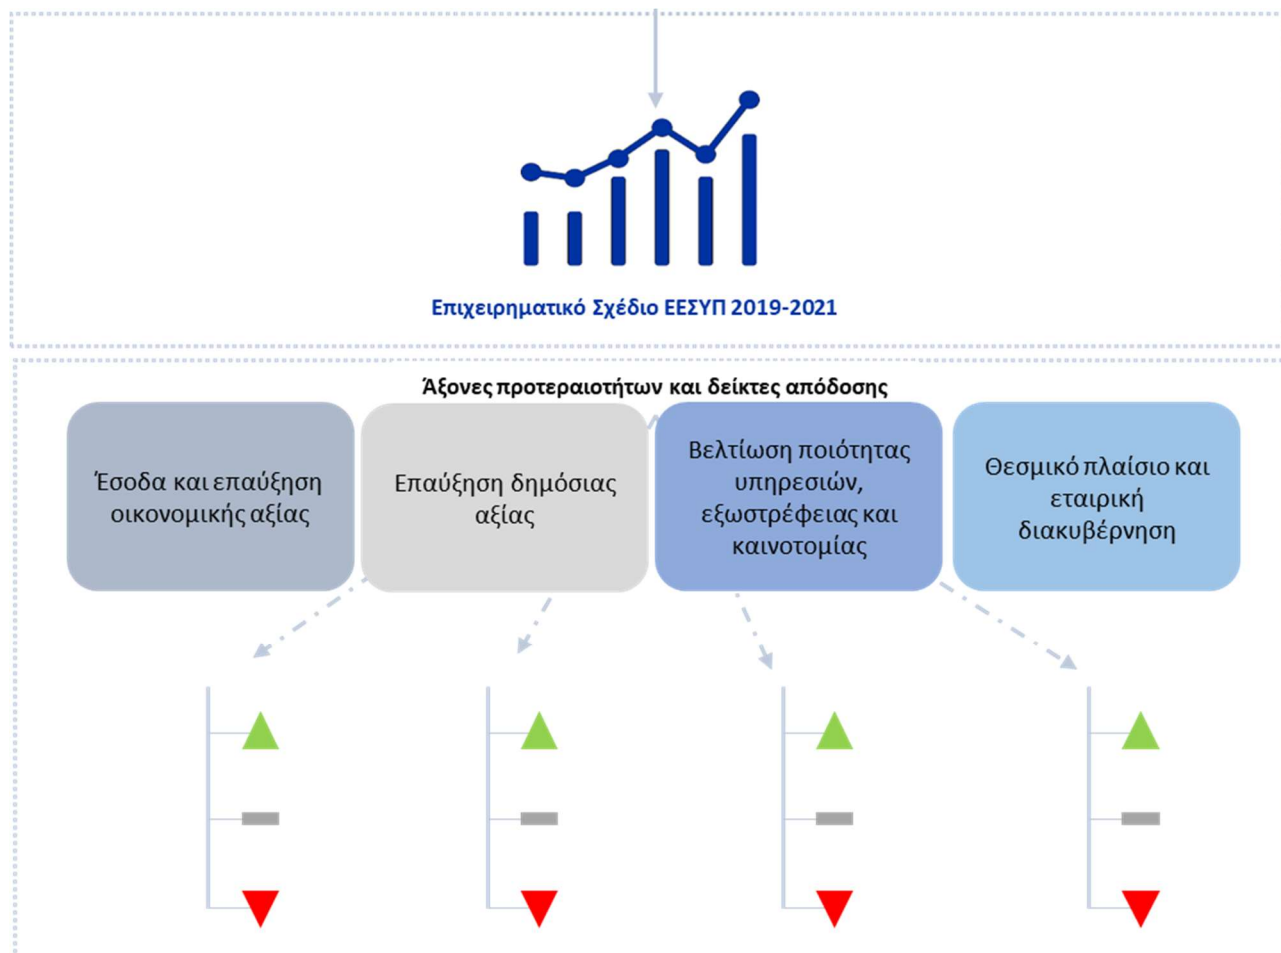 Επιχειρηματικό Σχέδιο ΕΕΣΥΠ 2019-2021
Άξονες προτεραιοτήτων και δείκτες απόδοσης
Έσοδα και επαύξηση
οικονομικής αξίας
Επαύξηση δημόσιας
αξίας
Βελτίωση ποιότητας
υπηρεσιών,
εξωστρέφειας και
καινοτομίας
Θεσμικό πλαίσιο και
εταιρική
διακυβέρνηση